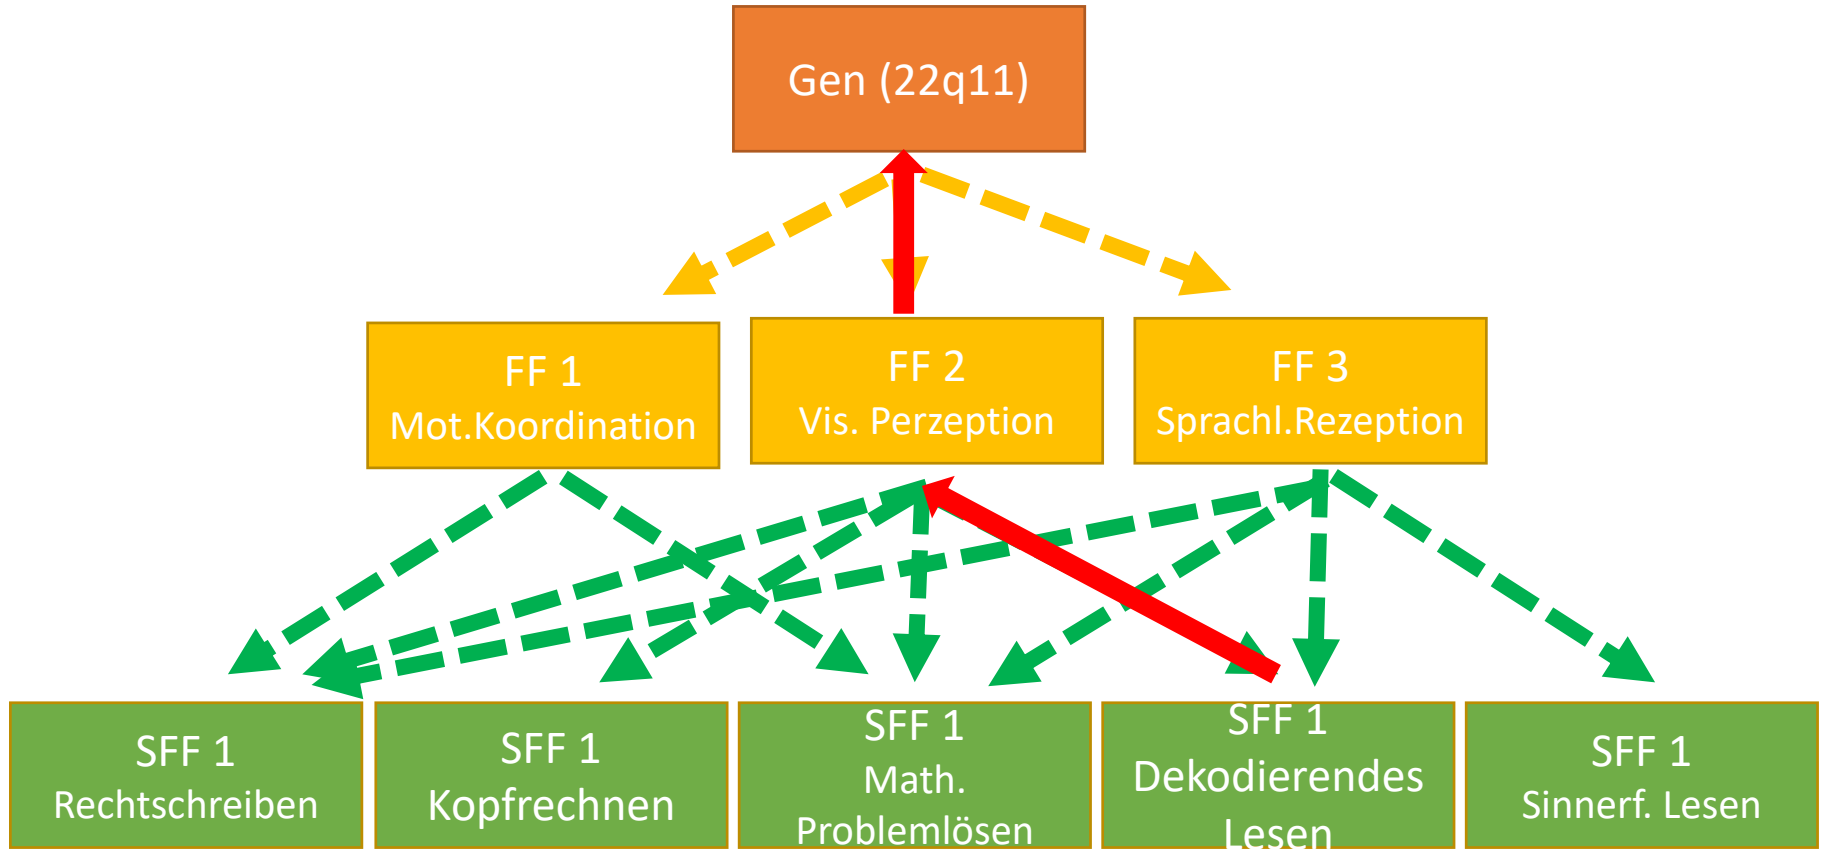 Gen (22q11)
FF 1
Mot.Koordination
FF 2
Vis. Perzeption
FF 3
Sprachl.Rezeption
SFF 1
Rechtschreiben
SFF 1
Kopfrechnen
SFF 1
Math.
Problemlösen
SFF 1
Dekodierendes
Lesen
SFF 1
Sinnerf. Lesen